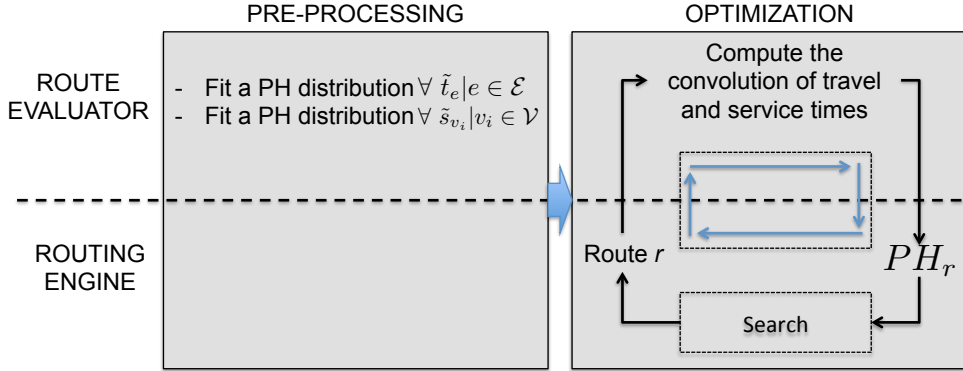 PRE-PROCESSING
OPTIMIZATION
ROUTE
EVALUATOR
- Fit a PH distribution ∀ t̃ₑ|e ∈ ℰ
- Fit a PH distribution ∀ s̃ᵥᵢ|vᵢ ∈ 𝒱
Compute the
convolution of travel
and service times
ROUTING
ENGINE
Route r
PHᵣ
Search